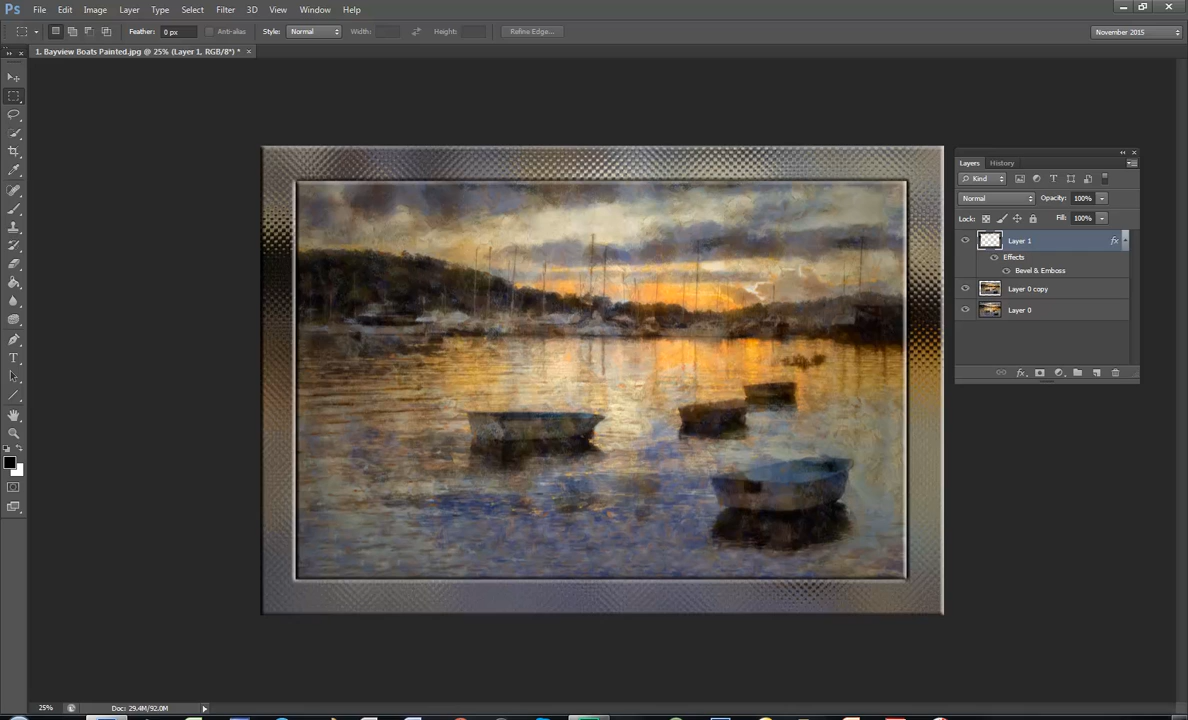 Ps File Edit Image Layer Type Select Filter 3D View Window Help
Feather: 0 px Anti-alias Style: Normal Width: Height: Refine Edge... November 2015
1. Bayview Boats Painted.jpg @ 25% (Layer 1, RGB/8*) * ×
Layers History
Kind
Normal Opacity: 100%
Lock: Fill: 100%
Layer 1 fx
Effects
Bevel & Emboss
Layer 0 copy
Layer 0
fx
T
25% Doc: 29.4M/92.0M